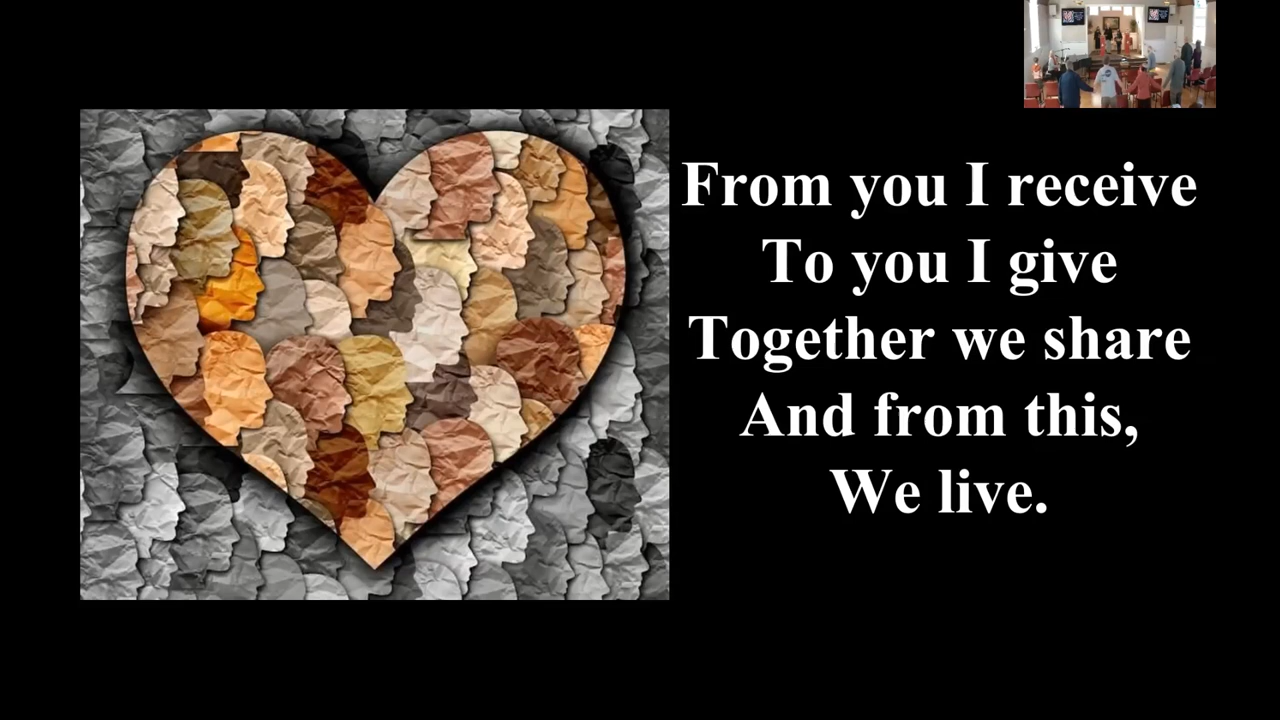 From you I receive
To you I give
Together we share
And from this,
We live.